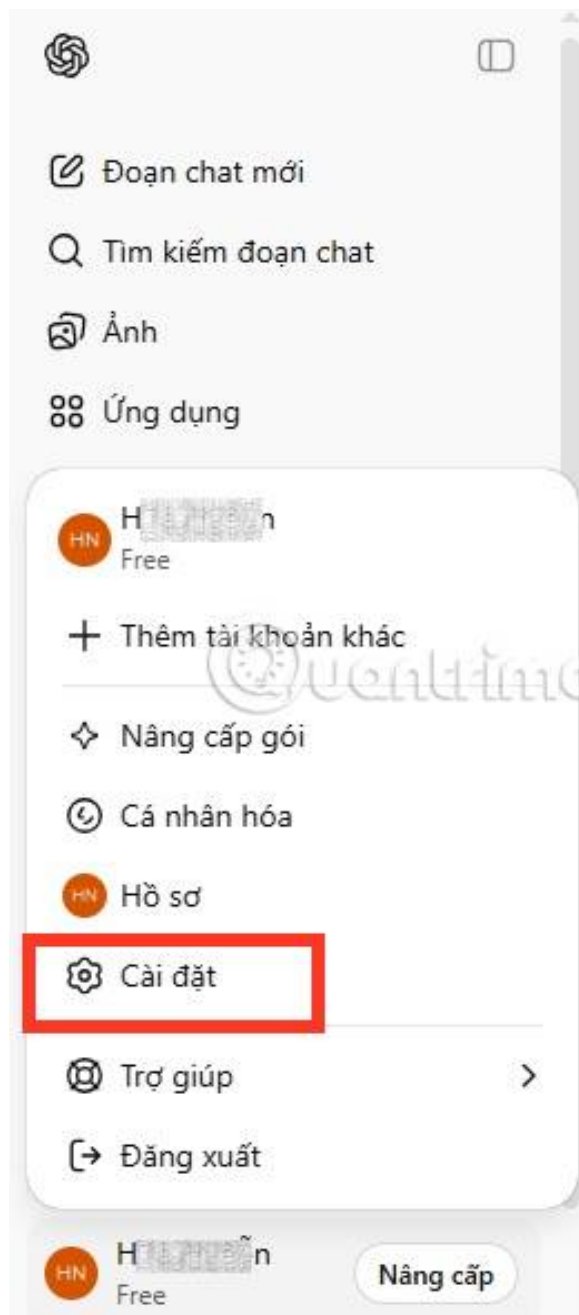 Đoạn chat mới
Tìm kiếm đoạn chat
Ảnh
Ứng dụng
HN
Free
Thêm tài khoản khác
Quantrimo
Nâng cấp gói
Cá nhân hóa
HN Hồ sơ
Cài đặt
Trợ giúp
Đăng xuất
HN
Free
Nâng cấp